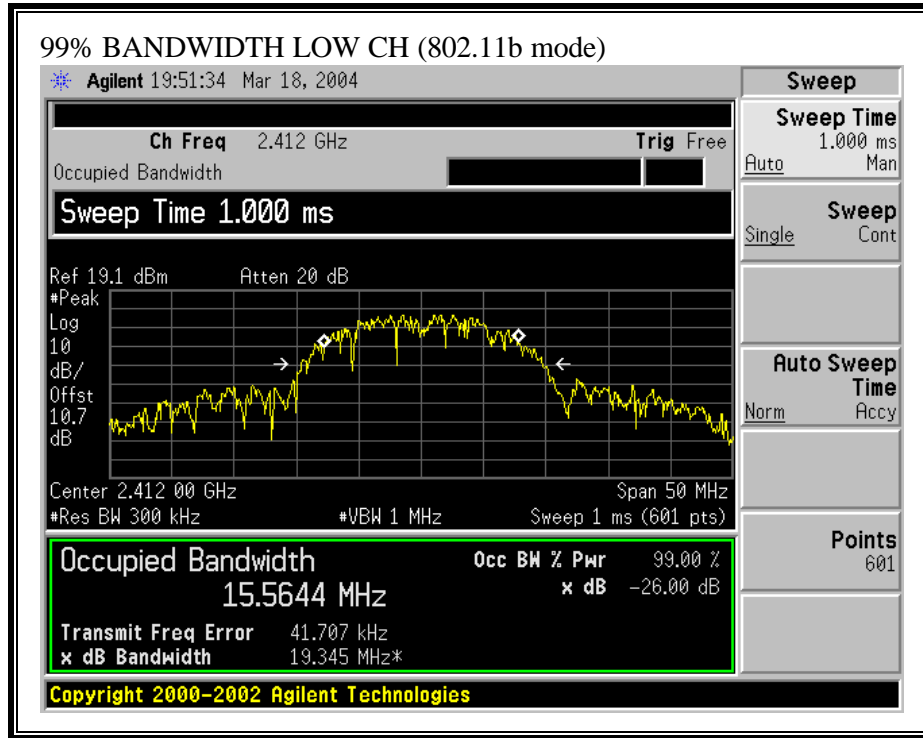 99% BANDWIDTH LOW CH (802.11b mode)
Agilent 19:51:34 Mar 18, 2004
Sweep
Ch Freq 2.412 GHz Trig Free
Occupied Bandwidth
Sweep Time 1.000 ms
Ref 19.1 dBm Atten 20 dB
#Peak
Log
10
dB/
Offst
10.7
dB
Center 2.412 00 GHz Span 50 MHz
#Res BW 300 kHz #VBW 1 MHz Sweep 1 ms (601 pts)
Occupied Bandwidth Occ BW % Pwr 99.00 %
15.5644 MHz x dB -26.00 dB
Transmit Freq Error 41.707 kHz
x dB Bandwidth 19.345 MHz*
Copyright 2000-2002 Agilent Technologies
Sweep Time
1.000 ms
Auto Man
Sweep
Single Cont
Auto Sweep
Time
Norm Accy
Points
601